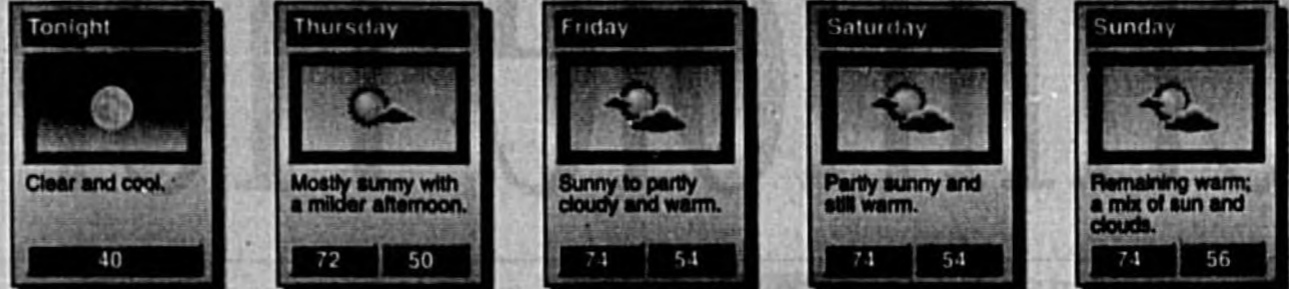 Tonight
Clear and cool.
40
Thursday
Mostly sunny with
a milder afternoon.
72 50
Friday
Sunny to partly
cloudy and warm.
74 54
Saturday
Partly sunny and
still warm.
74 54
Sunday
Remaining warm;
a mix of sun and
clouds.
74 56